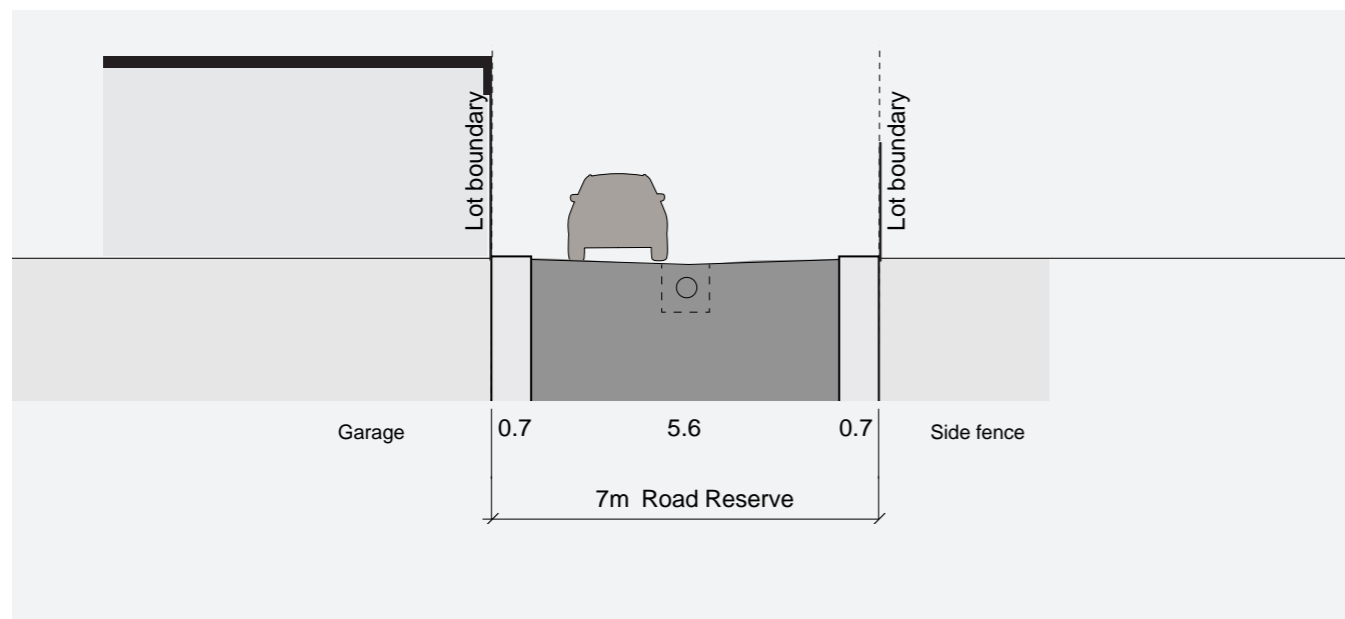 Lot boundary
Lot boundary
Garage
0.7
5.6
0.7
Side fence
7m Road Reserve